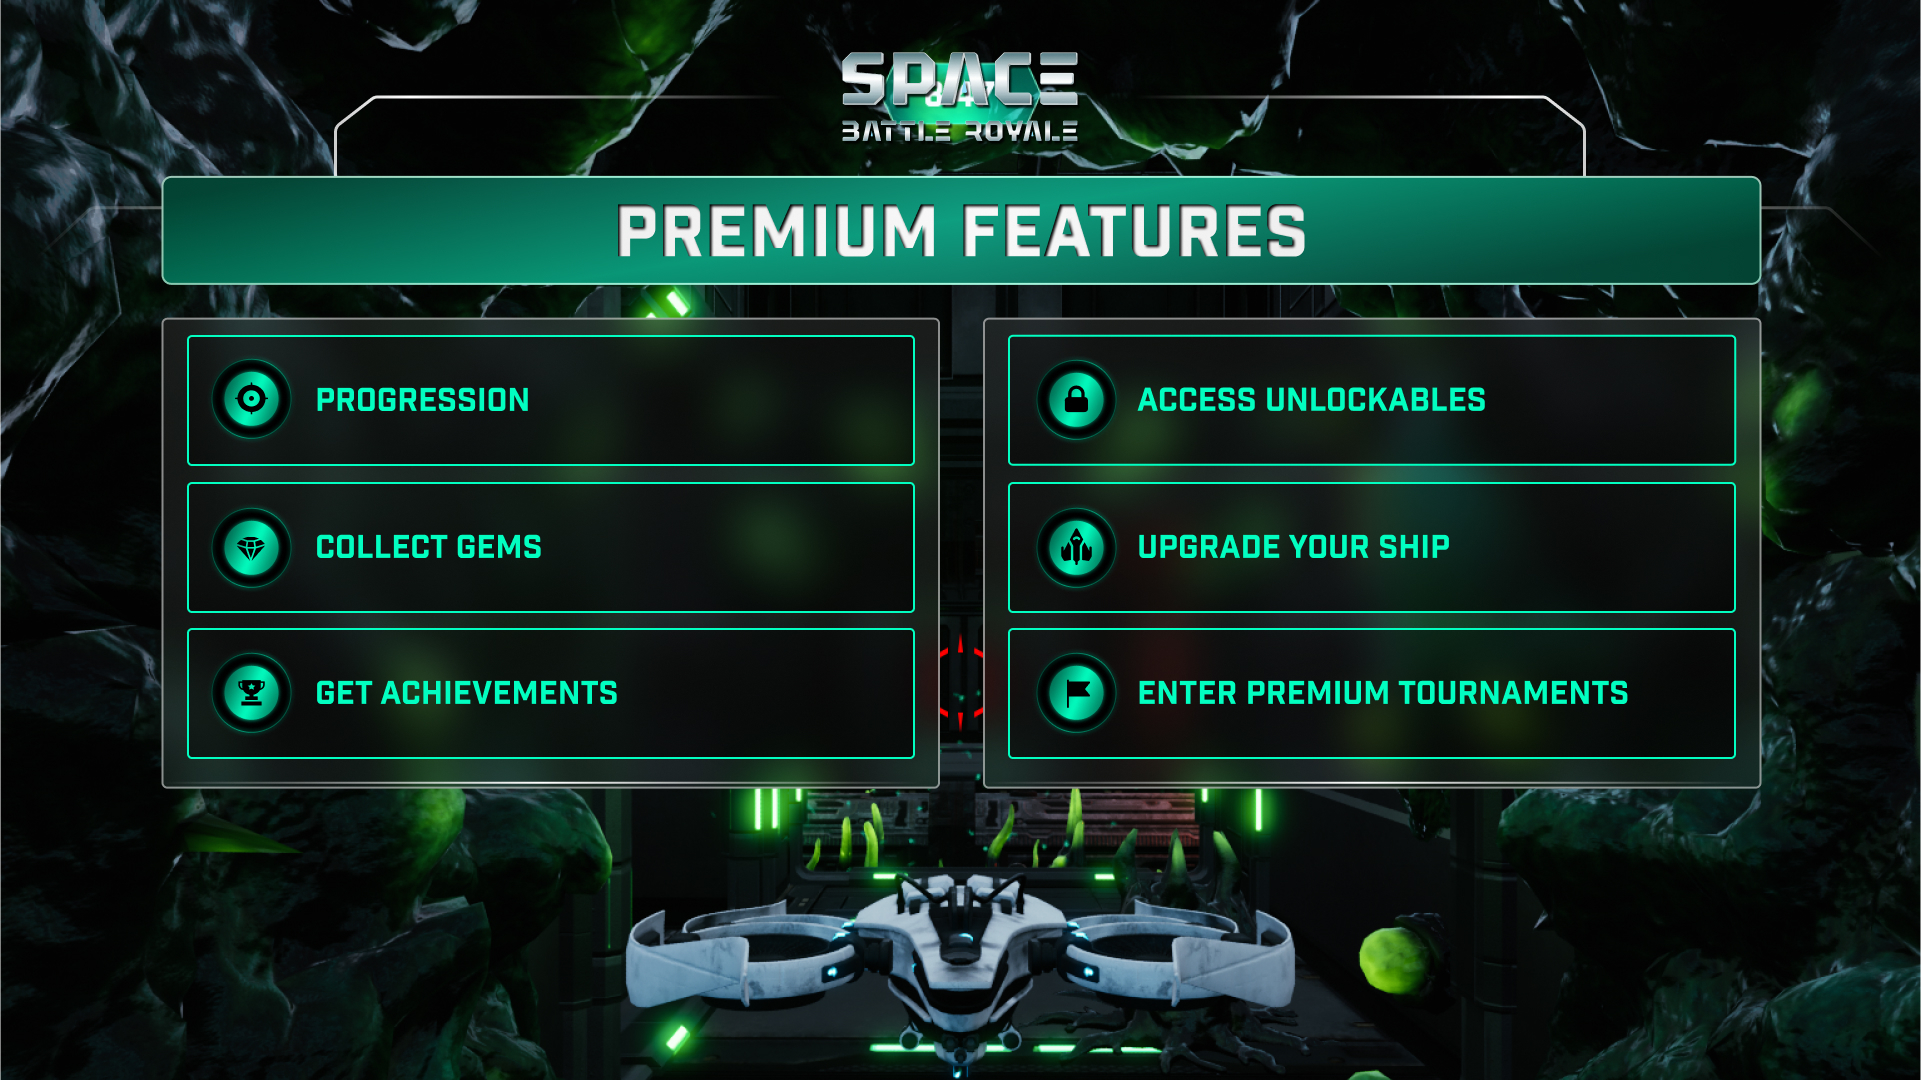 SPACE
BATTLE ROYALE
PREMIUM FEATURES
PROGRESSION
COLLECT GEMS
GET ACHIEVEMENTS
ACCESS UNLOCKABLES
UPGRADE YOUR SHIP
ENTER PREMIUM TOURNAMENTS